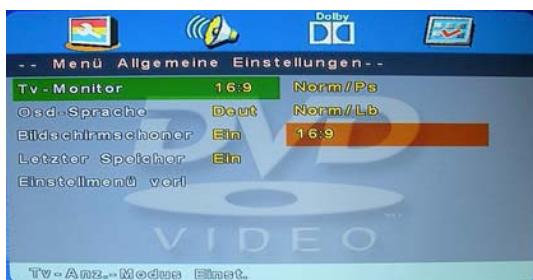 Dolby
-- Menü Allgemeine Einstellungen--
Tv-Monitor 16:9 Norm/Ps
Osd-Sprache Deut Norm/Lb
Bildschirmschoner Ein 16:9
Letzter Speicher Ein
Einstellmenü verl
DVD
VIDEO
Tv-Anz.-Modus Einst.